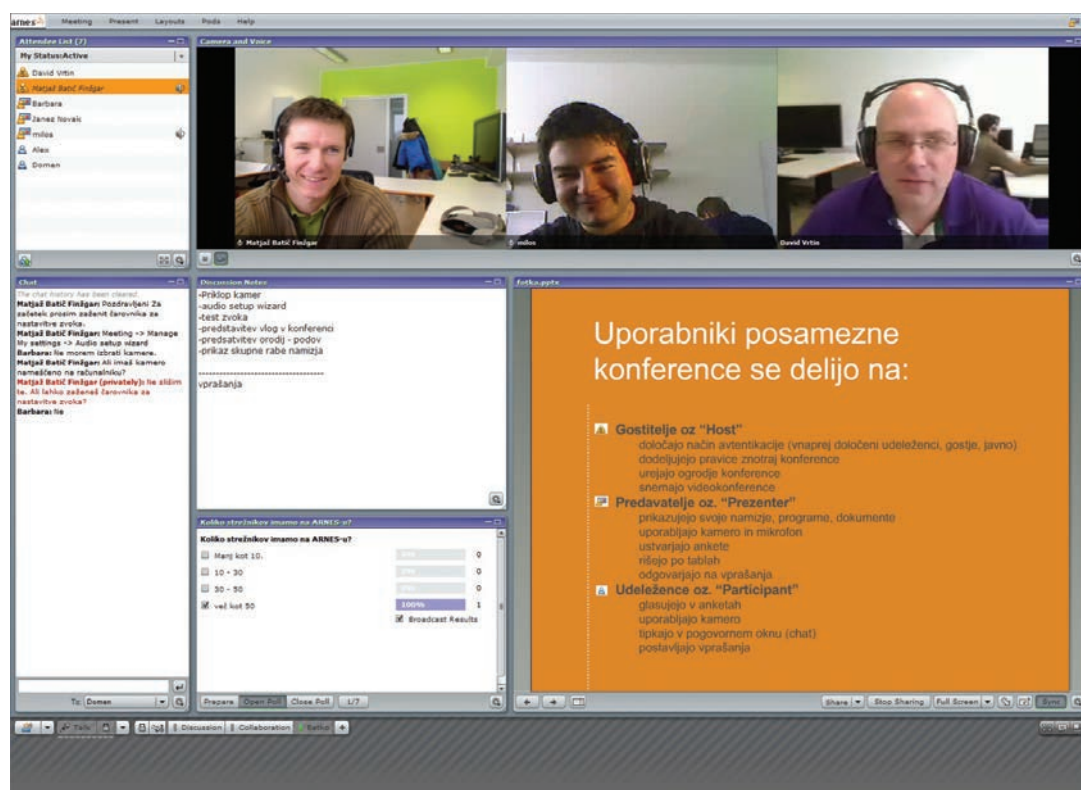 arnes
Meeting Present Layouts Pods Help
Attendee List (7)
My Status:Active
David Vrtin
Matjaž Batič Finžgar
Barbara
Janez Novak
milos
Alex
Domen
Camera and Voice
Matjaž Batič Finžgar
milos
David Vrtin
Chat
The chat history has been cleared.
Matjaž Batič Finžgar: Pozdravljeni Za
začetek prosim zaženit čarovnika za
nastavitve zvoka.
Matjaž Batič Finžgar: Meeting -> Manage
My settings -> Audio setup wizard
Barbara: Ne morem izbrati kamere.
Matjaž Batič Finžgar: Ali imaš kamero
nameščeno na računalniku?
Matjaž Batič Finžgar (privately): Ne slišim
te. Ali lahko zaženeš čarovnika za
nastavitve zvoka?
Barbara: Ne
To: Domen
Discussion Notes
-Priklop kamer
-audio setup wizard
-test zvoka
-predstavitev vlog v konferenci
-predsatvitev orodij - podov
-prikaz skupne rabe namizja
----------------------------------
vprašanja
Koliko strežnikov imamo na ARNES-u?
Koliko strežnikov imamo na ARNES-u?
Manj kot 10. 0% 0
10 - 30 0% 0
30 - 50 0% 0
več kot 50 100% 1
Broadcast Results
Prepare Open Poll Close Poll 1/7
fotka.pptx
Uporabniki posamezne
konference se delijo na:
Gostitelje oz "Host"
določajo način avtentikacije (vnaprej določeni udeleženci, gostje, javno)
dodeljujejo pravice znotraj konference
urejajo ogrodje konference
snemajo videokonference
Predavatelje oz. "Prezenter"
prikazujejo svoje namizje, programe, dokumente
uporabljajo kamero in mikrofon
ustvarjajo ankete
rišejo po tablah
odgovarjajo na vprašanja
Udeležence oz. "Participant"
glasujejo v anketah
uporabljajo kamero
tipkajo v pogovornem oknu (chat)
postavljajo vprašanja
Share Stop Sharing Full Screen Sync
Talk Discussion Collaboration